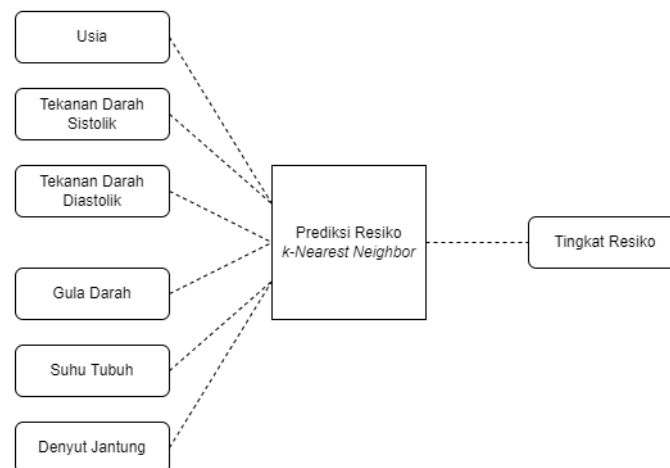 Usia
Tekanan Darah
Sistolik
Tekanan Darah
Diastolik
Gula Darah
Suhu Tubuh
Denyut Jantung
Prediksi Resiko
k-Nearest Neighbor
Tingkat Resiko